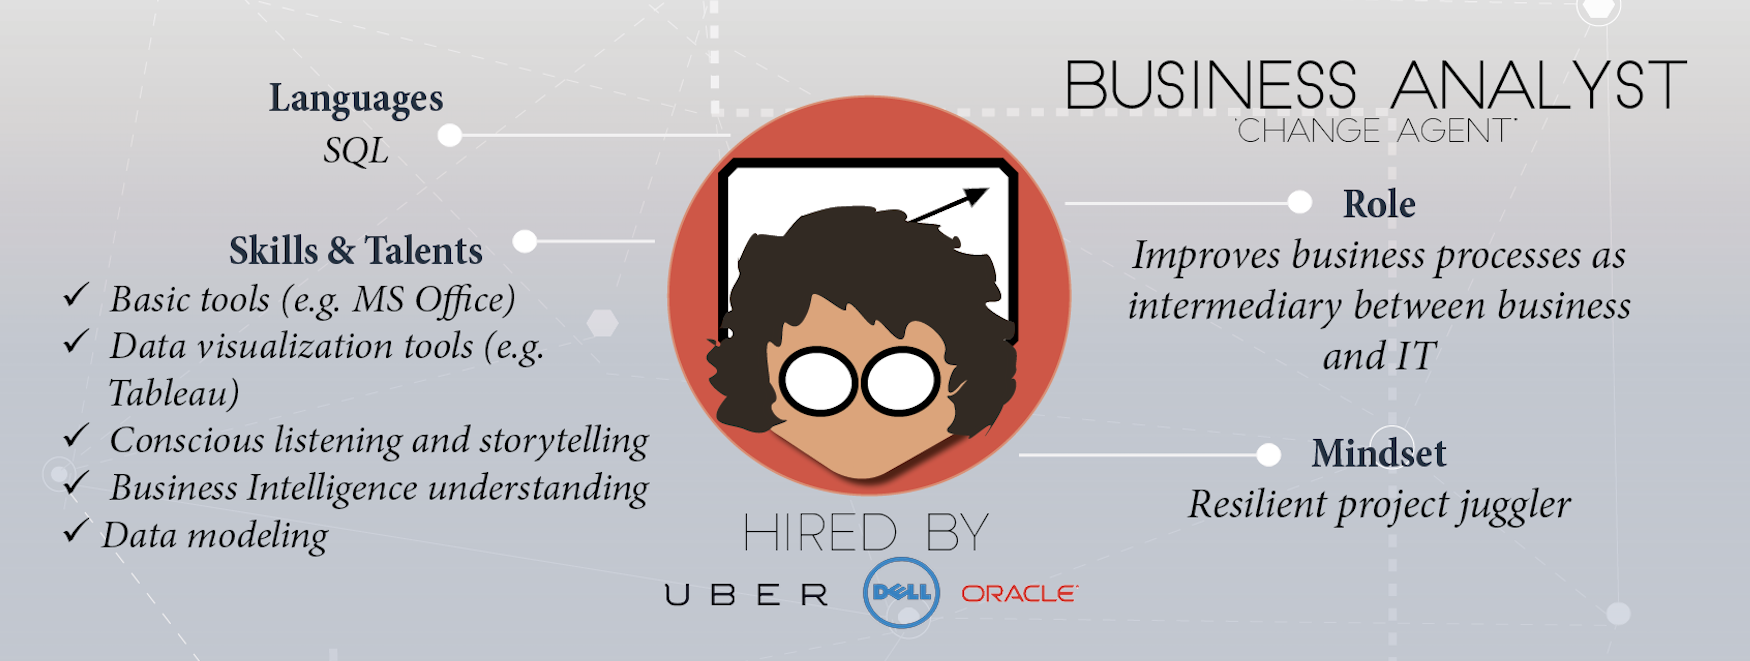 BUSINESS ANALYST
'CHANGE AGENT'
Languages
SQL
Skills & Talents
✓ Basic tools (e.g. MS Office)
✓ Data visualization tools (e.g.
Tableau)
✓ Conscious listening and storytelling
✓ Business Intelligence understanding
✓ Data modeling
Role
Improves business processes as
intermediary between business
and IT
Mindset
Resilient project juggler
HIRED BY
UBER DELL ORACLE